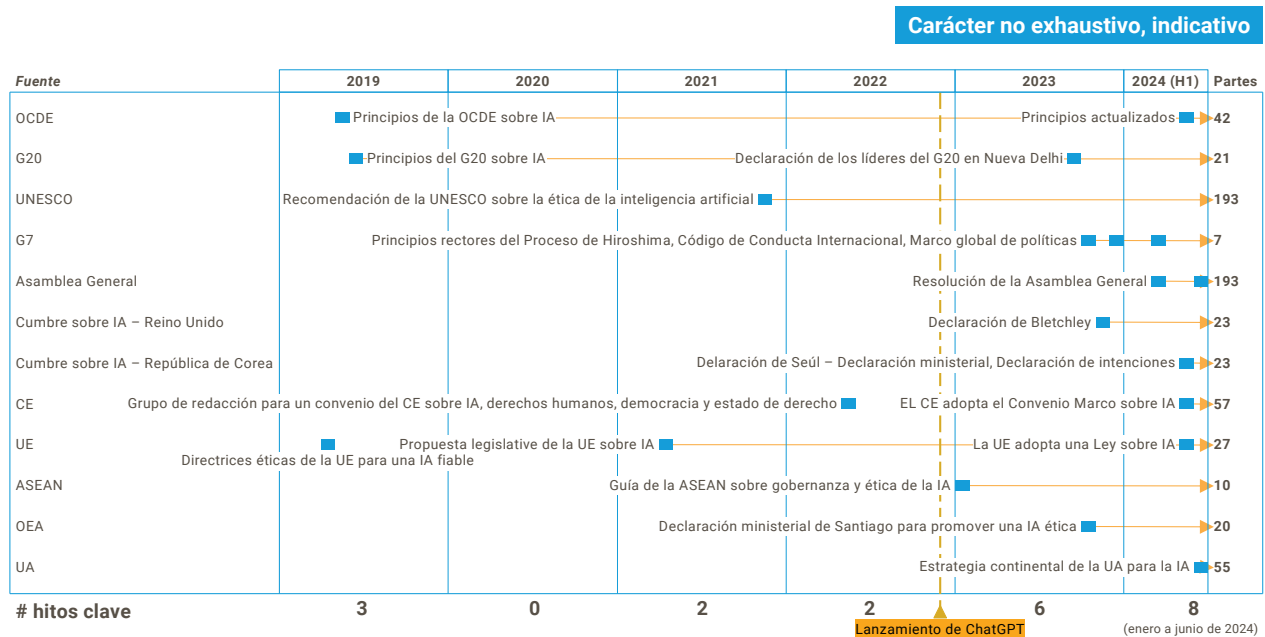 Carácter no exhaustivo, indicativo
Fuente 2019 2020 2021 2022 2023 2024 (H1) Partes
OCDE Principios de la OCDE sobre IA Principios actualizados 42
G20 Principios del G20 sobre IA Declaración de los líderes del G20 en Nueva Delhi 21
UNESCO Recomendación de la UNESCO sobre la ética de la inteligencia artificial 193
G7 Principios rectores del Proceso de Hiroshima, Código de Conducta Internacional, Marco global de políticas 7
Asamblea General Resolución de la Asamblea General 193
Cumbre sobre IA – Reino Unido Declaración de Bletchley 23
Cumbre sobre IA – República de Corea Delaración de Seúl – Declaración ministerial, Declaración de intenciones 23
CE Grupo de redacción para un convenio del CE sobre IA, derechos humanos, democracia y estado de derecho EL CE adopta el Convenio Marco sobre IA 57
UE Propuesta legislative de la UE sobre IA La UE adopta una Ley sobre IA 27
Directrices éticas de la UE para una IA fiable
ASEAN Guía de la ASEAN sobre gobernanza y ética de la IA 10
OEA Declaración ministerial de Santiago para promover una IA ética 20
UA Estrategia continental de la UA para la IA 55
# hitos clave 3 0 2 2 6 8
Lanzamiento de ChatGPT (enero a junio de 2024)